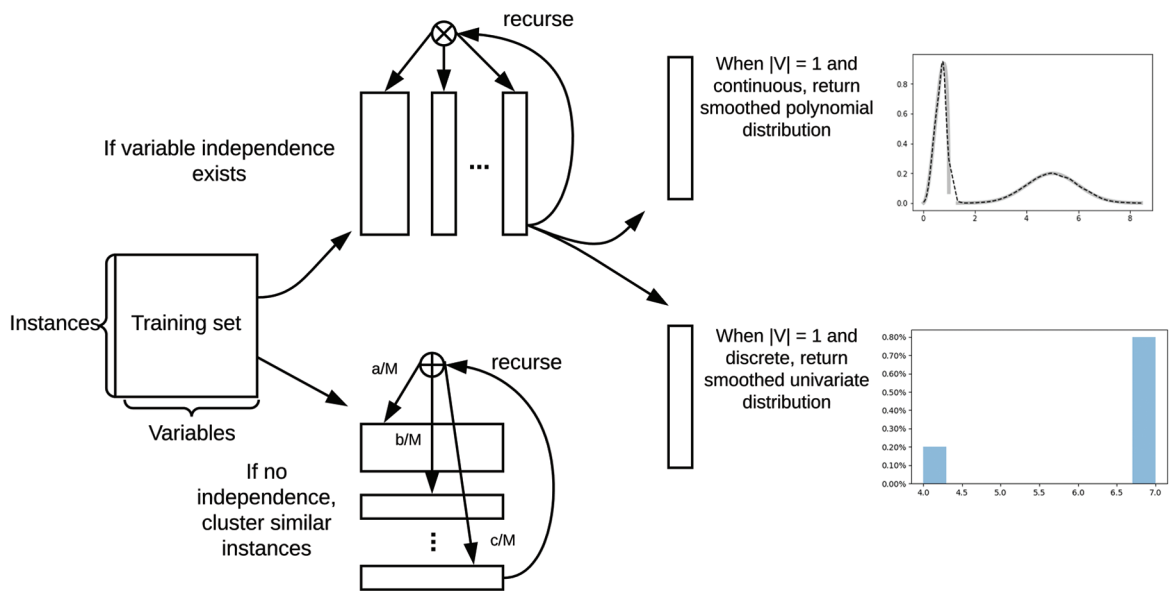 recurse
If variable independence
exists
...
When |V| = 1 and
continuous, return
smoothed polynomial
distribution
0.8
0.6
0.4
0.2
0.0
0 2 4 6 8
Instances
Training set
Variables
recurse
a/M
b/M
c/M
If no
independence,
cluster similar
instances
When |V| = 1 and
discrete, return
smoothed univariate
distribution
0.80%
0.70%
0.60%
0.50%
0.40%
0.30%
0.20%
0.10%
0.00%
4.0 4.5 5.0 5.5 6.0 6.5 7.0